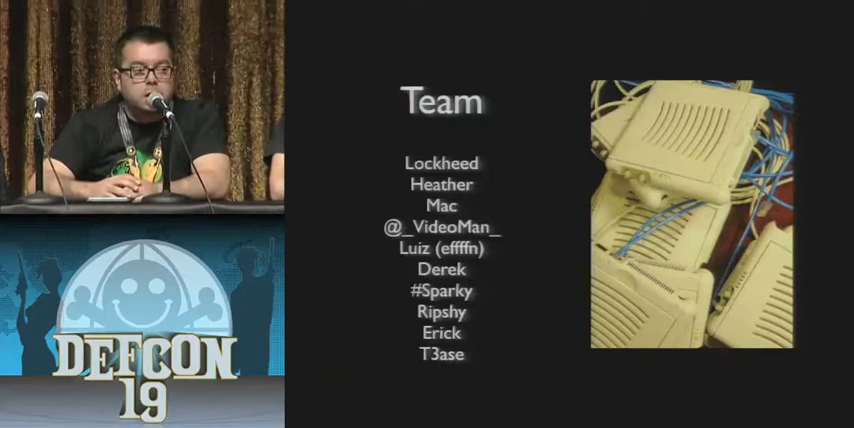 Team
Lockheed
Heather
Mac
@_VideoMan_
Luiz (effffn)
Derek
#Sparky
Ripshy
Erick
T3ase
DEFCON
19